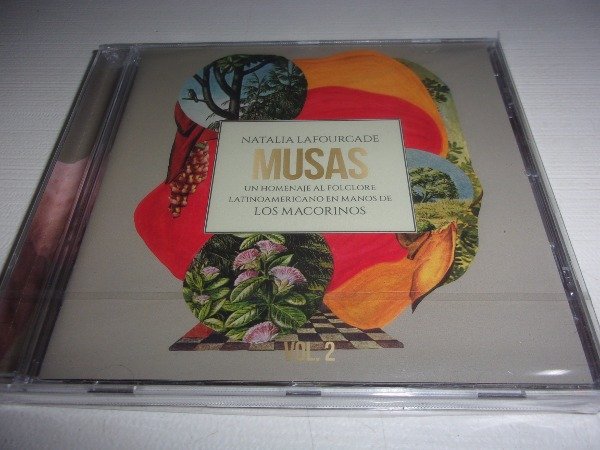 NATALIA LAFOURCADE
MUSAS
UN HOMENAJE AL FOLCLORE
LATINOAMERICANO EN MANOS DE
LOS MACORINOS
VOL. 2